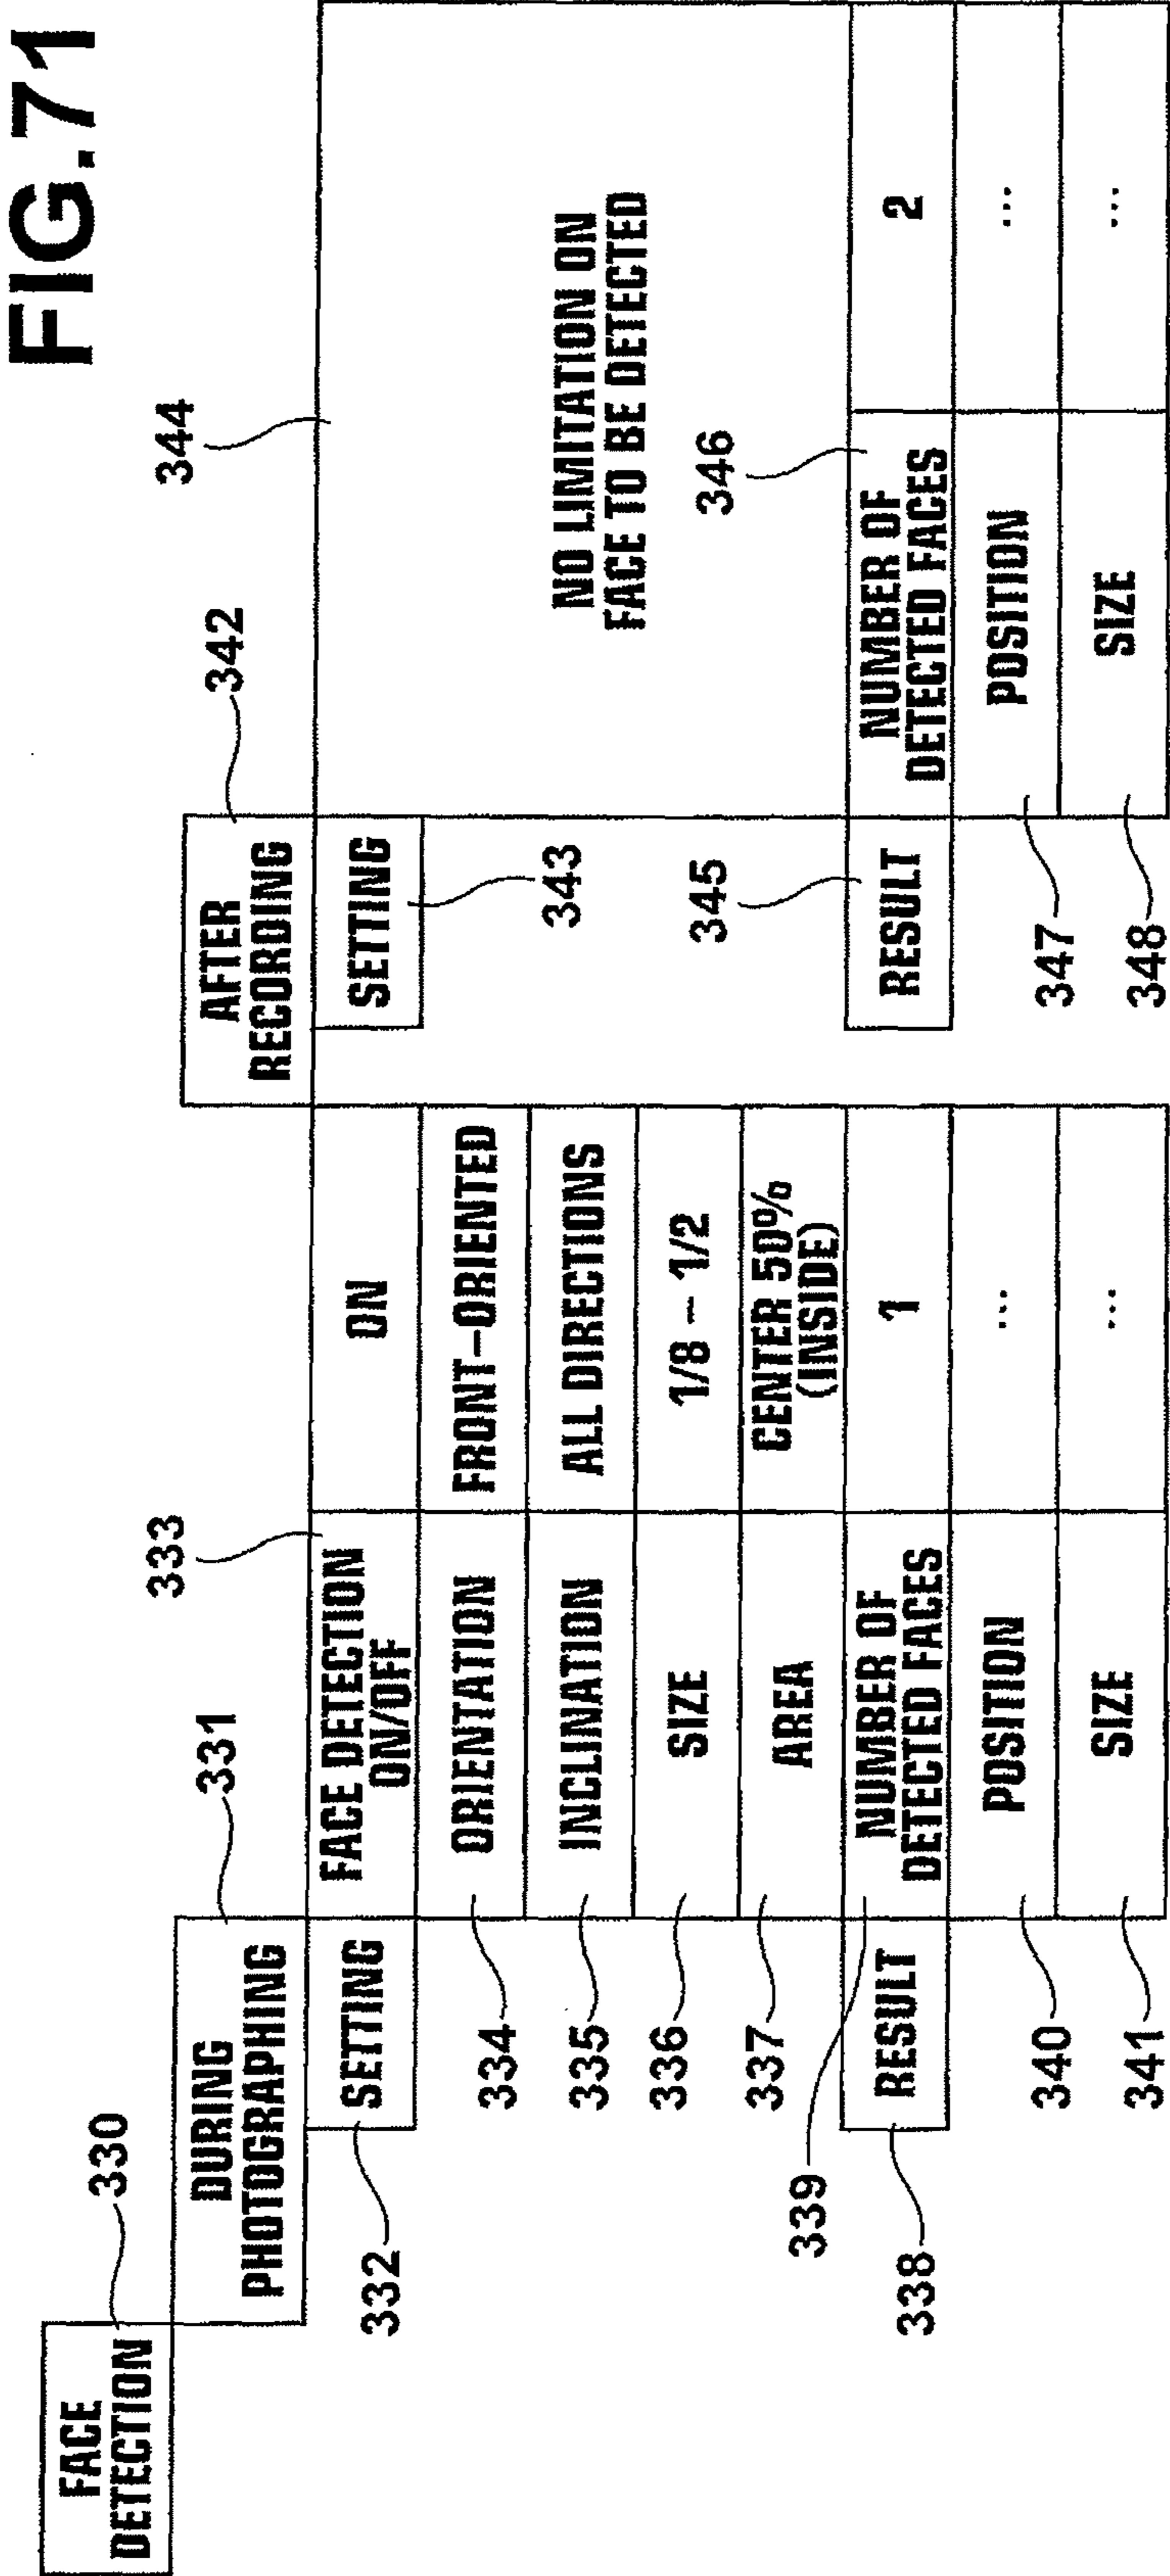 FIG.71
330
FACE
DETECTION
331
DURING
PHOTOGRAPHING
332
SETTING
333
FACE DETECTION
ON/OFF
ON
334
ORIENTATION
FRONT-ORIENTED
335
INCLINATION
ALL DIRECTIONS
336
SIZE
1/8 – 1/2
337
AREA
CENTER 50%
(INSIDE)
338
RESULT
339
NUMBER OF
DETECTED FACES
1
340
POSITION
...
341
SIZE
...
342
AFTER
RECORDING
343
SETTING
344
NO LIMITATION ON
FACE TO BE DETECTED
345
RESULT
346
NUMBER OF
DETECTED FACES
2
347
POSITION
...
348
SIZE
...